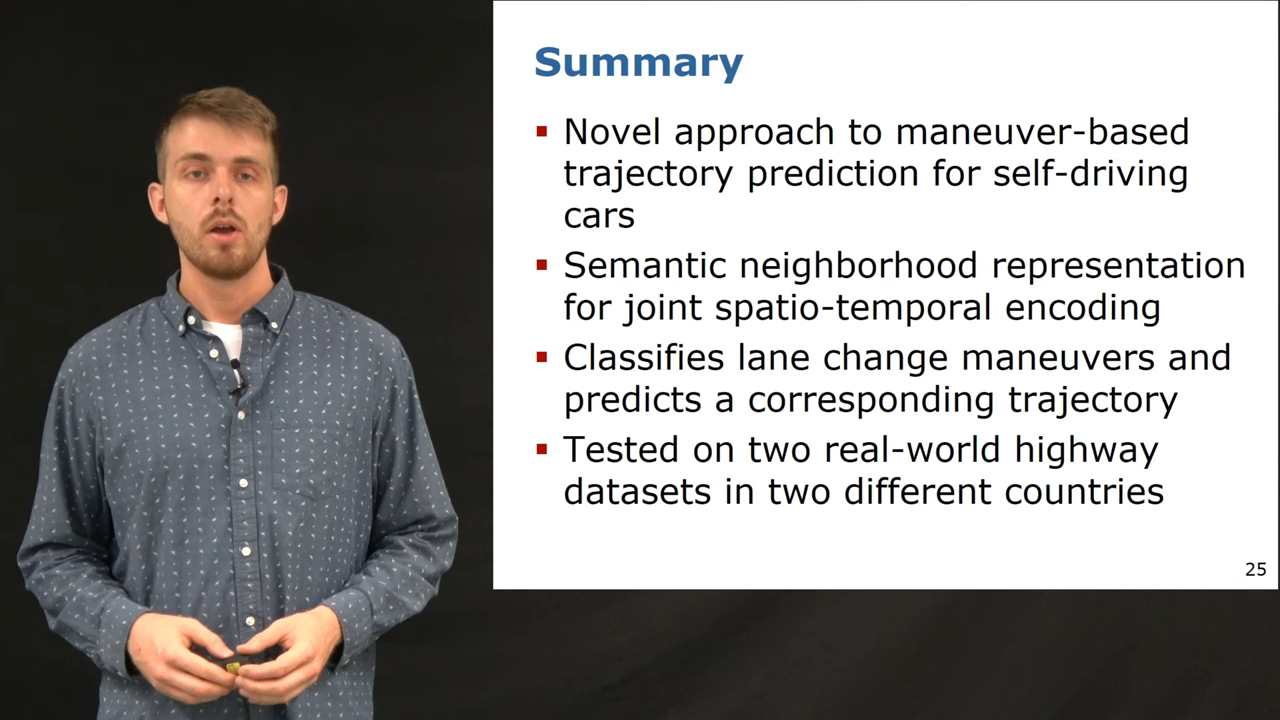 Summary
Novel approach to maneuver-based
trajectory prediction for self-driving
cars
Semantic neighborhood representation
for joint spatio-temporal encoding
Classifies lane change maneuvers and
predicts a corresponding trajectory
Tested on two real-world highway
datasets in two different countries
25